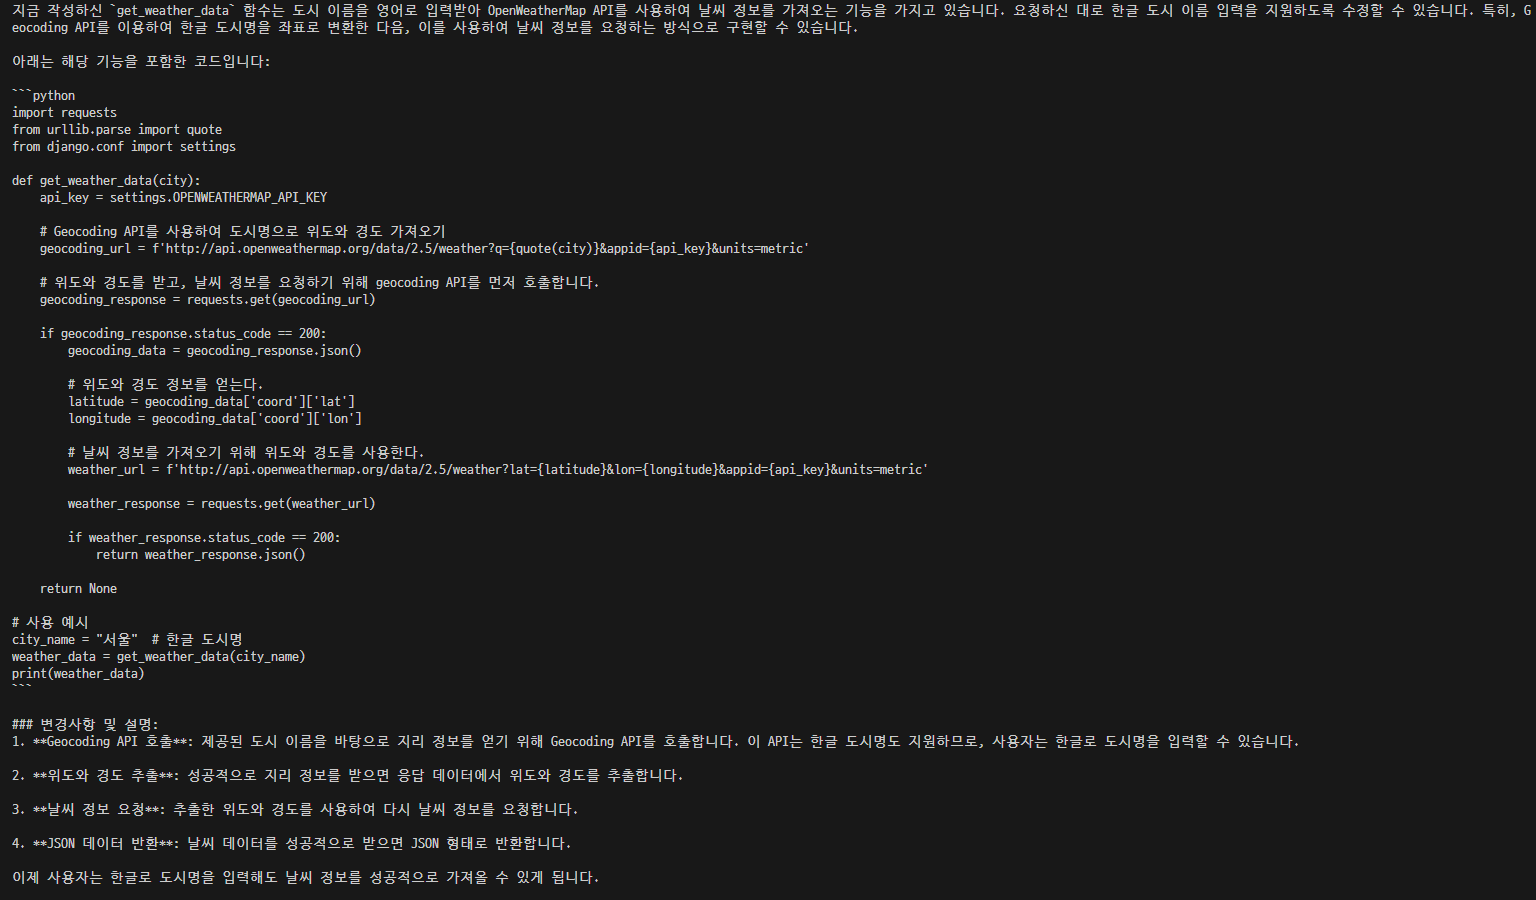 지금 작성하신 `get_weather_data` 함수는 도시 이름을 영어로 입력받아 OpenWeatherMap API를 사용하여 날씨 정보를 가져오는 기능을 가지고 있습니다. 요청하신 대로 한글 도시 이름 입력을 지원하도록 수정할 수 있습니다. 특히, G
eocoding API를 이용하여 한글 도시명을 좌표로 변환한 다음, 이를 사용하여 날씨 정보를 요청하는 방식으로 구현할 수 있습니다.
아래는 해당 기능을 포함한 코드입니다:
```python
import requests
from urllib.parse import quote
from django.conf import settings
def get_weather_data(city):
    api_key = settings.OPENWEATHERMAP_API_KEY
    # Geocoding API를 사용하여 도시명으로 위도와 경도 가져오기
    geocoding_url = f'http://api.openweathermap.org/data/2.5/weather?q={quote(city)}&appid={api_key}&units=metric'
    # 위도와 경도를 받고, 날씨 정보를 요청하기 위해 geocoding API를 먼저 호출합니다.
    geocoding_response = requests.get(geocoding_url)
    if geocoding_response.status_code == 200:
        geocoding_data = geocoding_response.json()
        # 위도와 경도 정보를 얻는다.
        latitude = geocoding_data['coord']['lat']
        longitude = geocoding_data['coord']['lon']
        # 날씨 정보를 가져오기 위해 위도와 경도를 사용한다.
        weather_url = f'http://api.openweathermap.org/data/2.5/weather?lat={latitude}&lon={longitude}&appid={api_key}&units=metric'
        weather_response = requests.get(weather_url)
        if weather_response.status_code == 200:
            return weather_response.json()
    return None
# 사용 예시
city_name = "서울"  # 한글 도시명
weather_data = get_weather_data(city_name)
print(weather_data)
```
### 변경사항 및 설명:
1. **Geocoding API 호출**: 제공된 도시 이름을 바탕으로 지리 정보를 얻기 위해 Geocoding API를 호출합니다. 이 API는 한글 도시명도 지원하므로, 사용자는 한글로 도시명을 입력할 수 있습니다.
2. **위도와 경도 추출**: 성공적으로 지리 정보를 받으면 응답 데이터에서 위도와 경도를 추출합니다.
3. **날씨 정보 요청**: 추출한 위도와 경도를 사용하여 다시 날씨 정보를 요청합니다.
4. **JSON 데이터 반환**: 날씨 데이터를 성공적으로 받으면 JSON 형태로 반환합니다.
이제 사용자는 한글로 도시명을 입력해도 날씨 정보를 성공적으로 가져올 수 있게 됩니다.